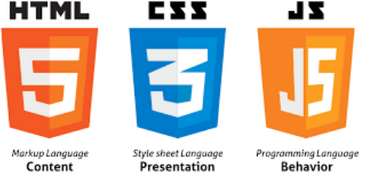 HTML CSS JS
5 3 JS
Markup Language Style sheet Language Programming Language
Content Presentation Behavior